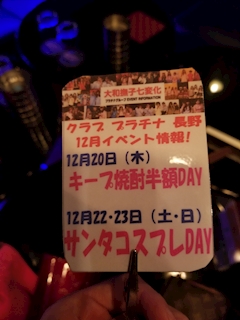 大和撫子七変化
クラブ プラチナ 長野
12月イベント情報!
12月20日（木）
キープ焼酎半額DAY
12月22・23日（土・日）
サンタコスプレDAY